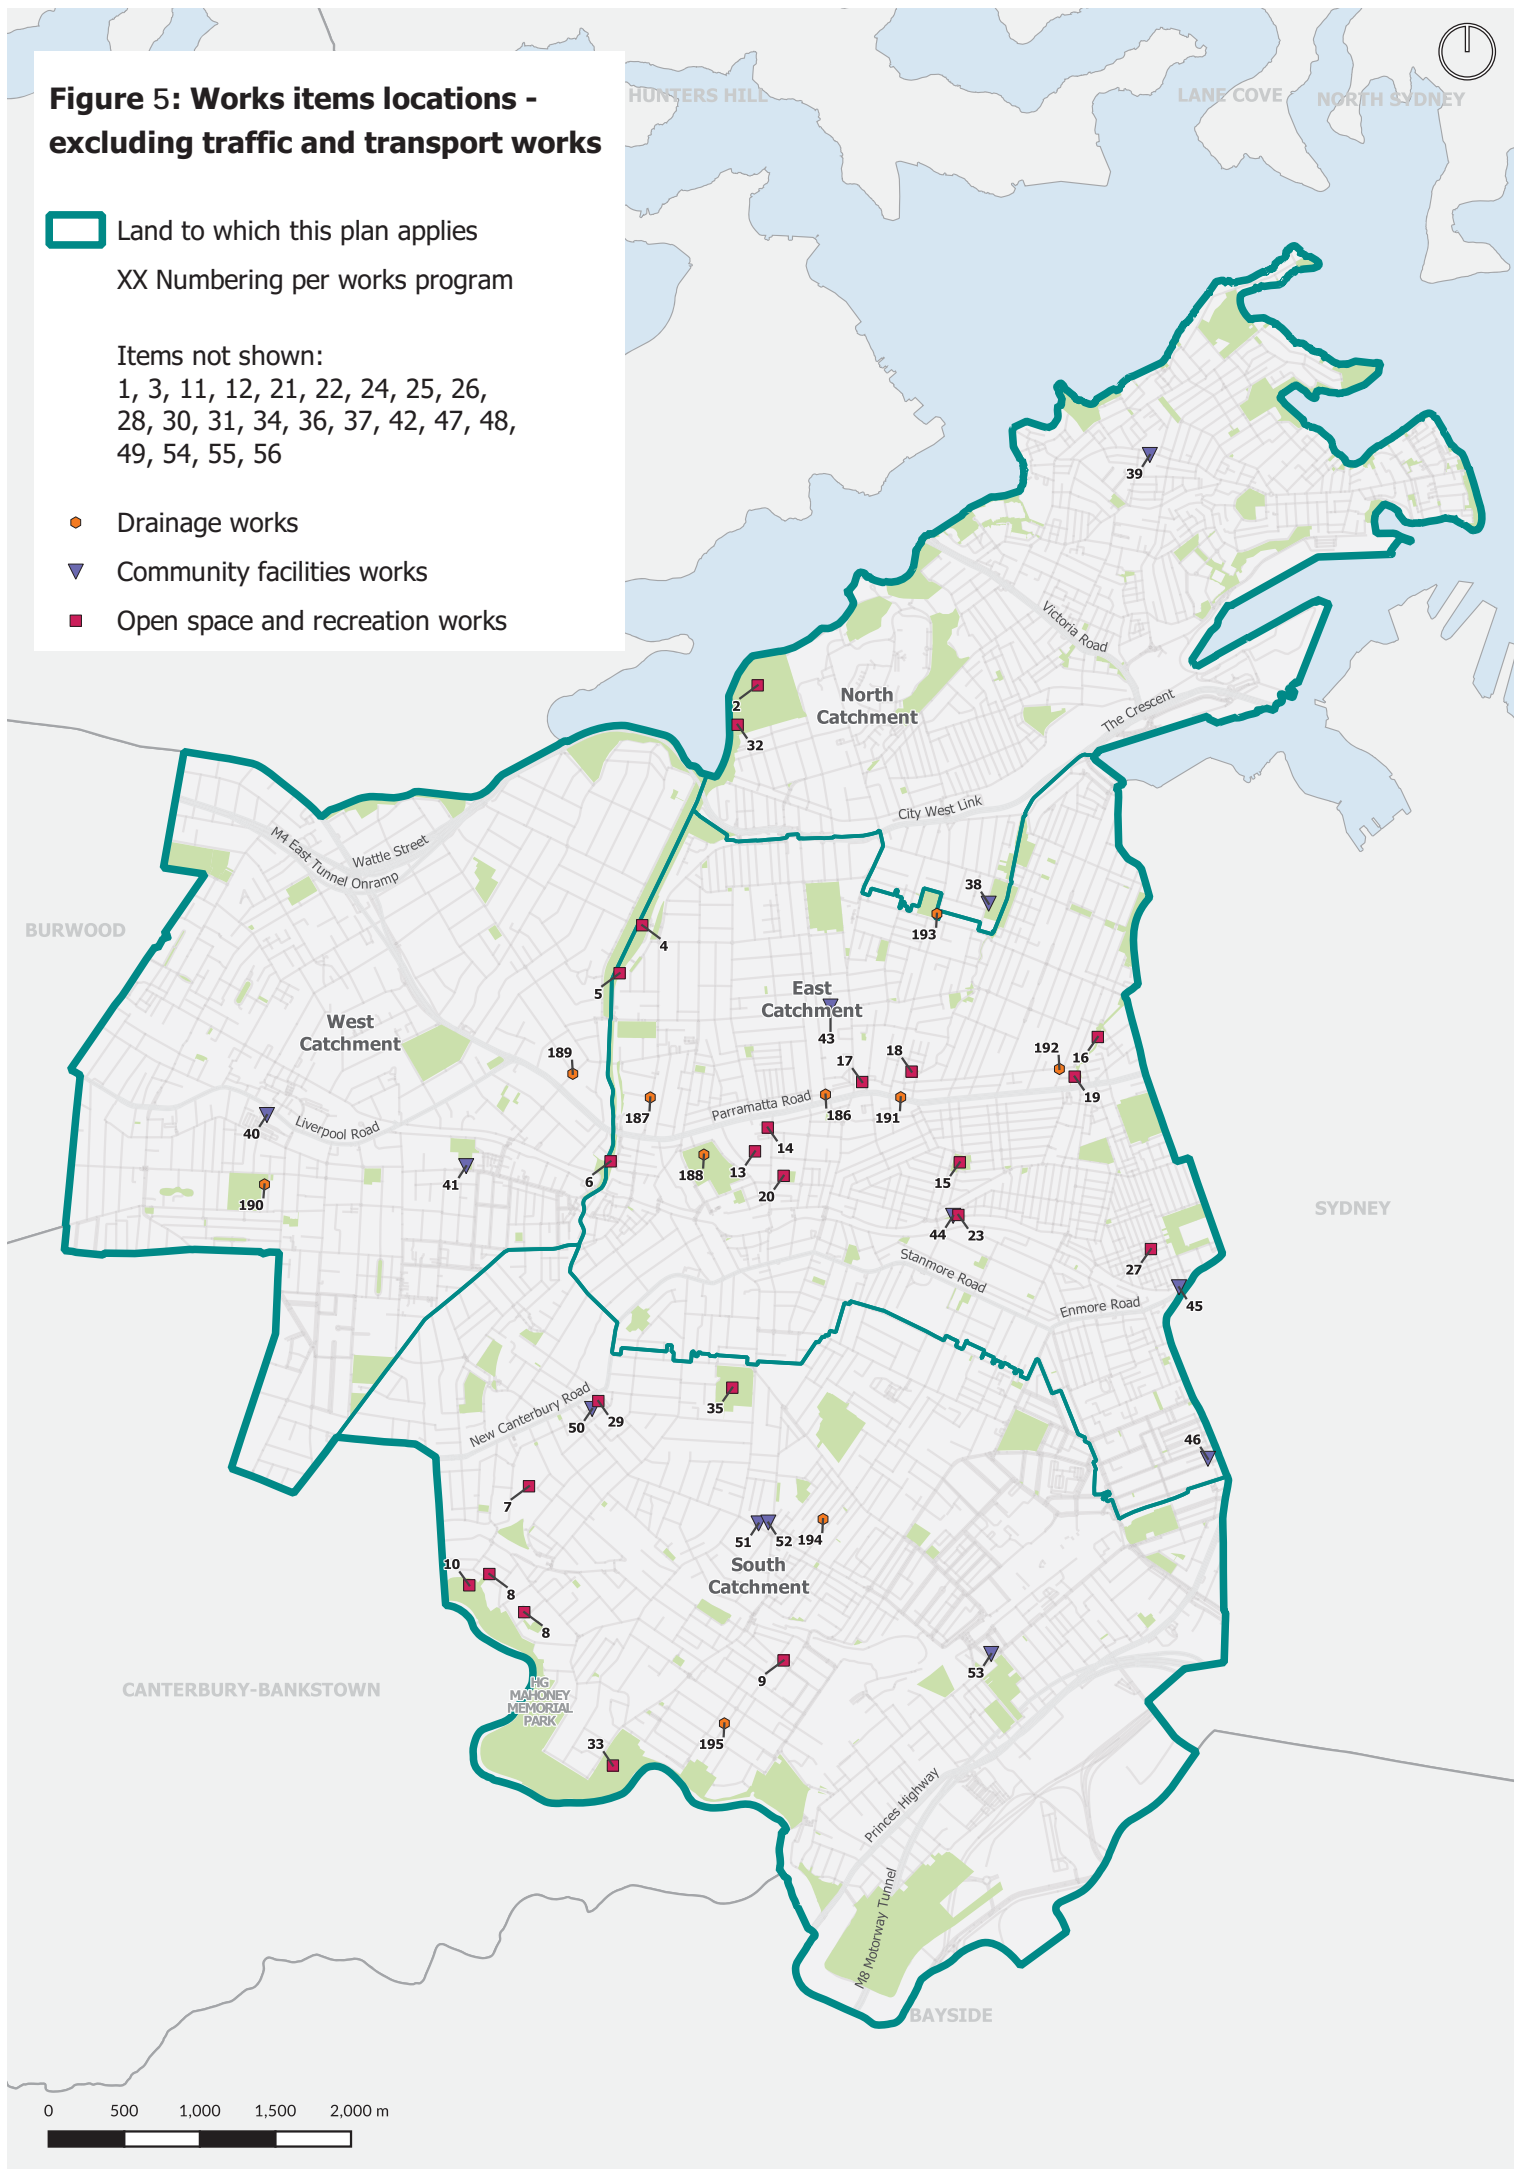 Figure 5: Works items locations -
excluding traffic and transport works
Land to which this plan applies
XX Numbering per works program
Items not shown:
1, 3, 11, 12, 21, 22, 24, 25, 26,
28, 30, 31, 34, 36, 37, 42, 47, 48,
49, 54, 55, 56
Drainage works
Community facilities works
Open space and recreation works
HUNTERS HILL
LANE COVE
NORTH SYDNEY
39
Victoria Road
North
Catchment
2
32
The Crescent
City West Link
Wattle Street
M4 East Tunnel Onramp
BURWOOD
38
193
4
5
East
Catchment
43
West
Catchment
189
17
18
192
16
19
187
Parramatta Road
186
191
40
Liverpool Road
14
13
188
20
6
41
190
15
44
23
SYDNEY
Stanmore Road
27
Enmore Road
45
New Canterbury Road
50
29
35
46
7
51
52
194
South
Catchment
10
8
8
9
53
CANTERBURY-BANKSTOWN
HG
MAHONEY
MEMORIAL
PARK
195
33
Princes Highway
M8 Motorway Tunnel
BAYSIDE
0 500 1,000 1,500 2,000 m